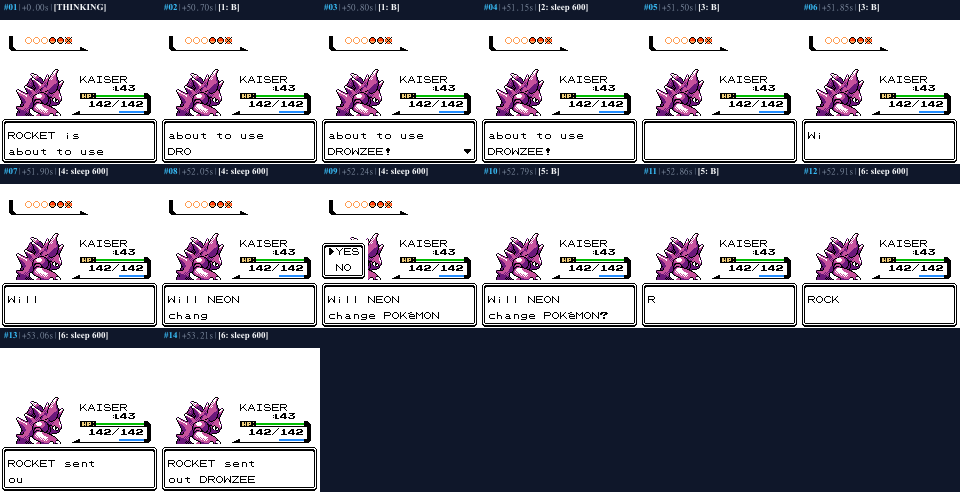 #01|+0.00s|[THINKING]
KAISER
:L43
HP:
142/142
ROCKET is
about to use
#02|+50.70s|[1: B]
KAISER
:L43
HP:
142/142
about to use
DRO
#03|+50.80s|[1: B]
KAISER
:L43
HP:
142/142
about to use
DROWZEE!
#04|+51.15s|[2: sleep 600]
KAISER
:L43
HP:
142/142
about to use
DROWZEE!
#05|+51.50s|[3: B]
KAISER
:L43
HP:
142/142
#06|+51.85s|[3: B]
KAISER
:L43
HP:
142/142
Wi
#07|+51.90s|[4: sleep 600]
KAISER
:L43
HP:
142/142
Will
#08|+52.05s|[4: sleep 600]
KAISER
:L43
HP:
142/142
Will NEON
chang
#09|+52.24s|[4: sleep 600]
YES
NO
KAISER
:L43
HP:
142/142
Will NEON
change POKéMON
#10|+52.79s|[5: B]
KAISER
:L43
HP:
142/142
Will NEON
change POKéMON?
#11|+52.86s|[5: B]
KAISER
:L43
HP:
142/142
R
#12|+52.91s|[6: sleep 600]
KAISER
:L43
HP:
142/142
ROCK
#13|+53.06s|[6: sleep 600]
KAISER
:L43
HP:
142/142
ROCKET sent
ou
#14|+53.21s|[6: sleep 600]
KAISER
:L43
HP:
142/142
ROCKET sent
out DROWZEE